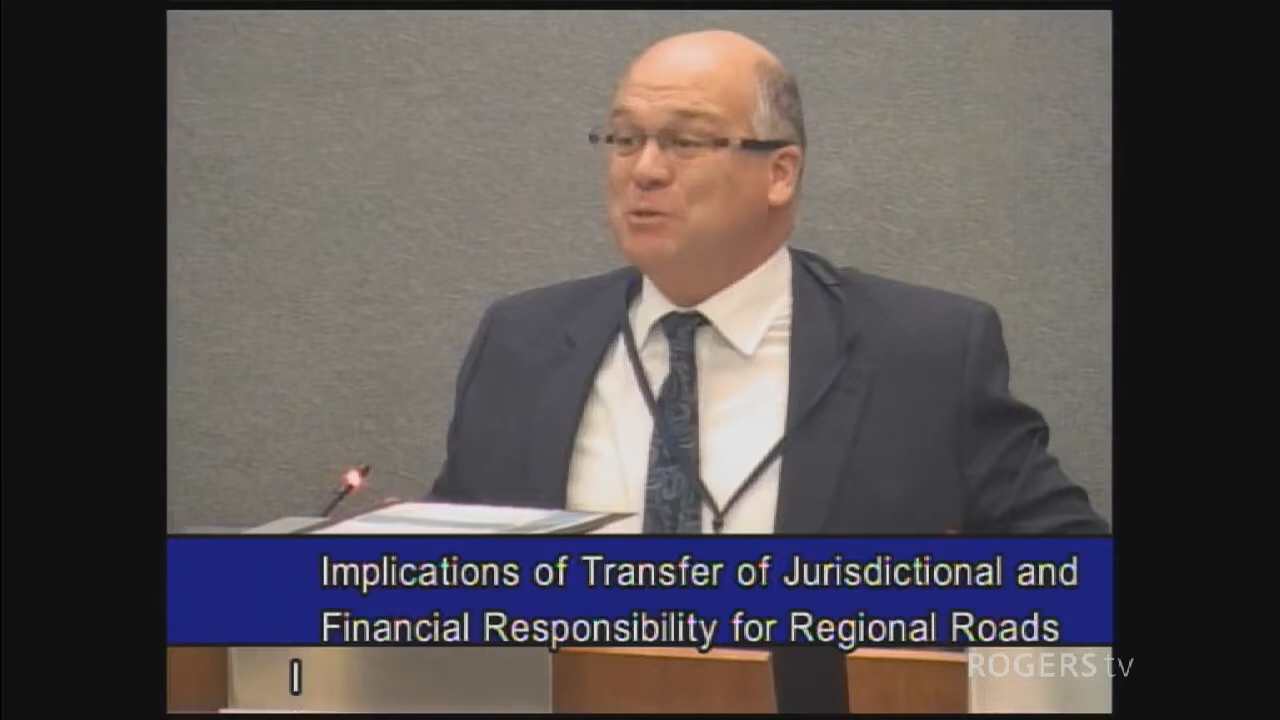 Implications of Transfer of Jurisdictional and
Financial Responsibility for Regional Roads
I
ROGERS tv